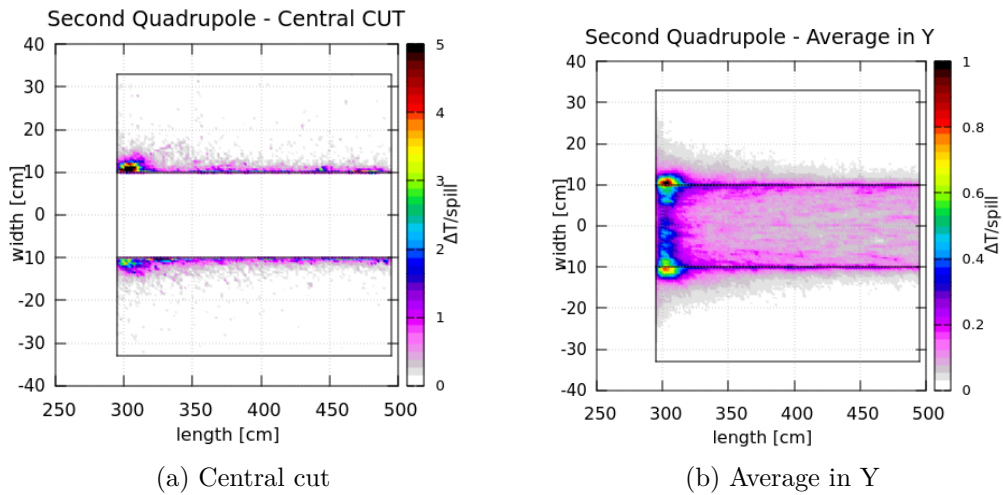 Second Quadrupole - Central CUT
40
30
20
10
0
-10
-20
-30
-40
width [cm]
250 300 350 400 450 500
length [cm]
5
4
3
2
1
0
ΔT/spill
(a) Central cut
Second Quadrupole - Average in Y
40
30
20
10
0
-10
-20
-30
-40
width [cm]
250 300 350 400 450 500
length [cm]
1
0.8
0.6
0.4
0.2
0
ΔT/spill
(b) Average in Y